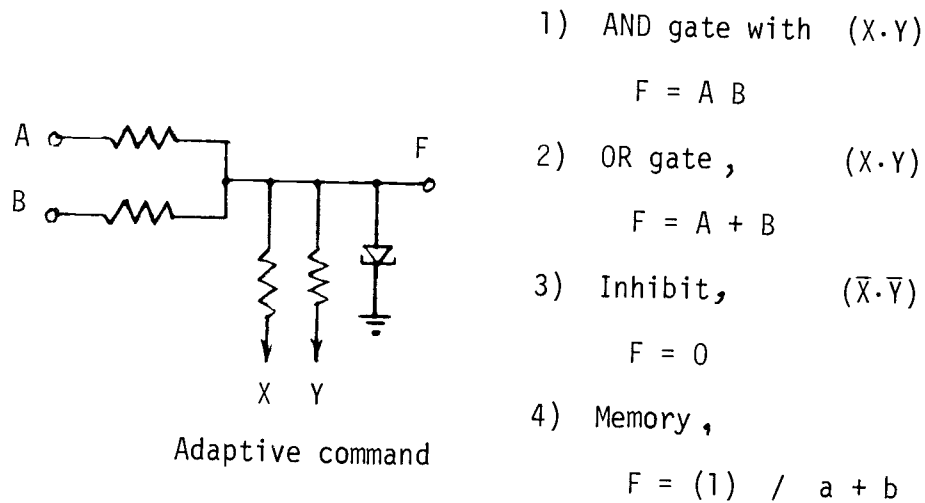 1) AND gate with (X·Y)
F = A B
2) OR gate, (X·Y)
F = A + B
3) Inhibit, (X̅·Y̅)
F = 0
4) Memory,
F = (1) / a + b
A
B
F
X Y
Adaptive command